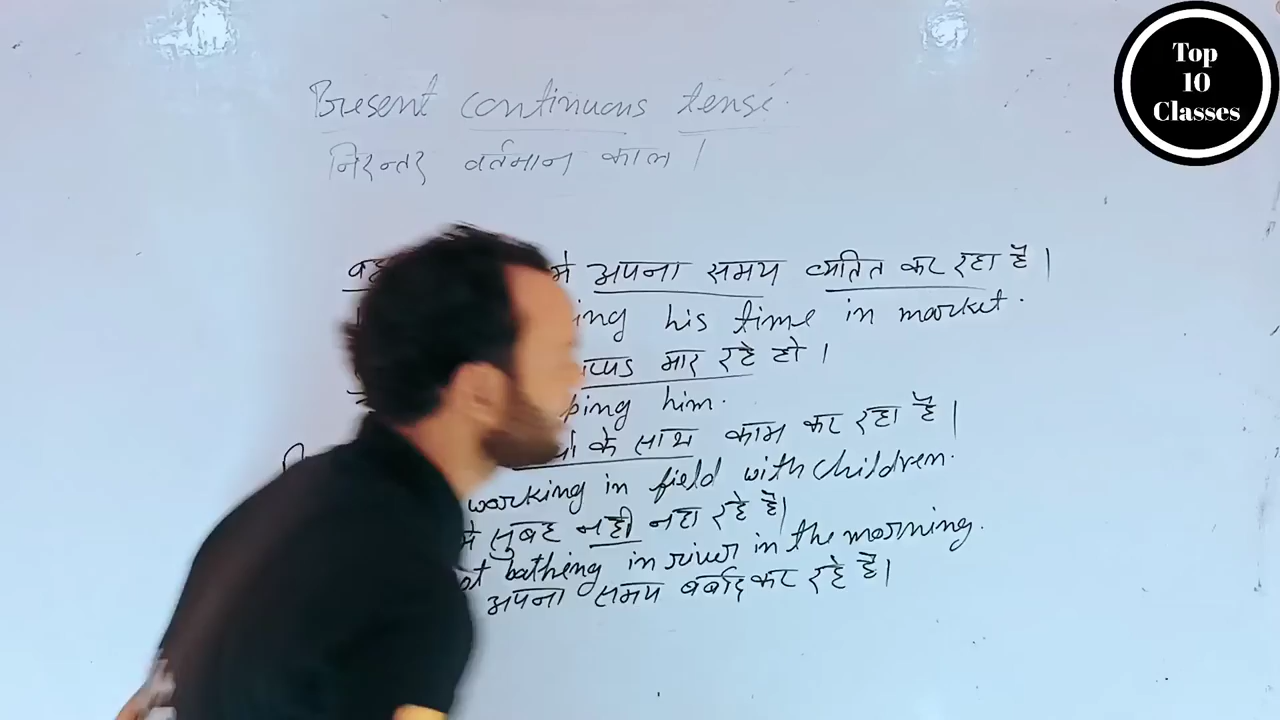 Top
10
Classes
Present continuous tense.
निरन्तर वर्तमान काल।
मे अपना समय व्यतित कर रहा है।
his time in market.
मार रहे हो।
him.
के साथ काम कर रहा है।
working in field with children.
मे सुबह नही नहा रहे है।
bathing in river in the morning.
अपना समय बर्बाद कर रहे है।